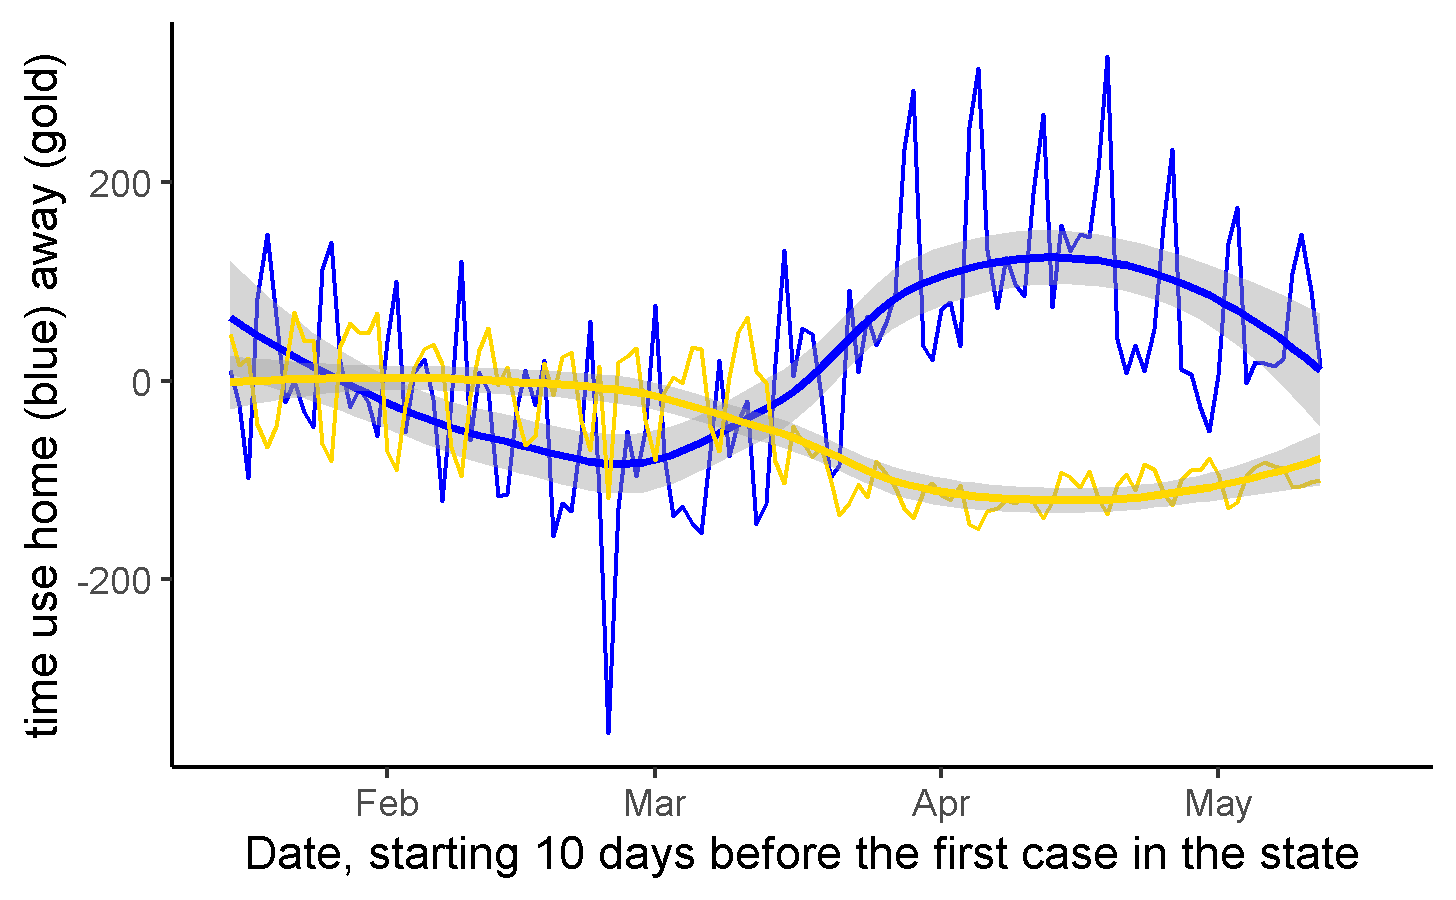 time use home (blue) away (gold)
200
0
-200
Feb
Mar
Apr
May
Date, starting 10 days before the first case in the state